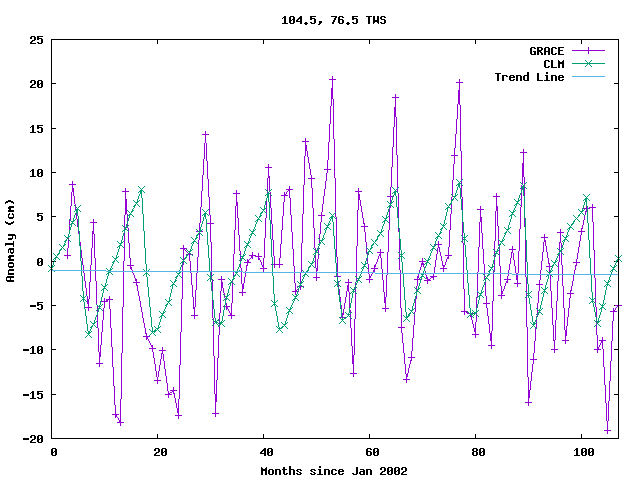 104.5, 76.5 TWS
GRACE
CLM
Trend Line
Anomaly (cm)
25
20
15
10
5
0
-5
-10
-15
-20
0 20 40 60 80 100
Months since Jan 2002